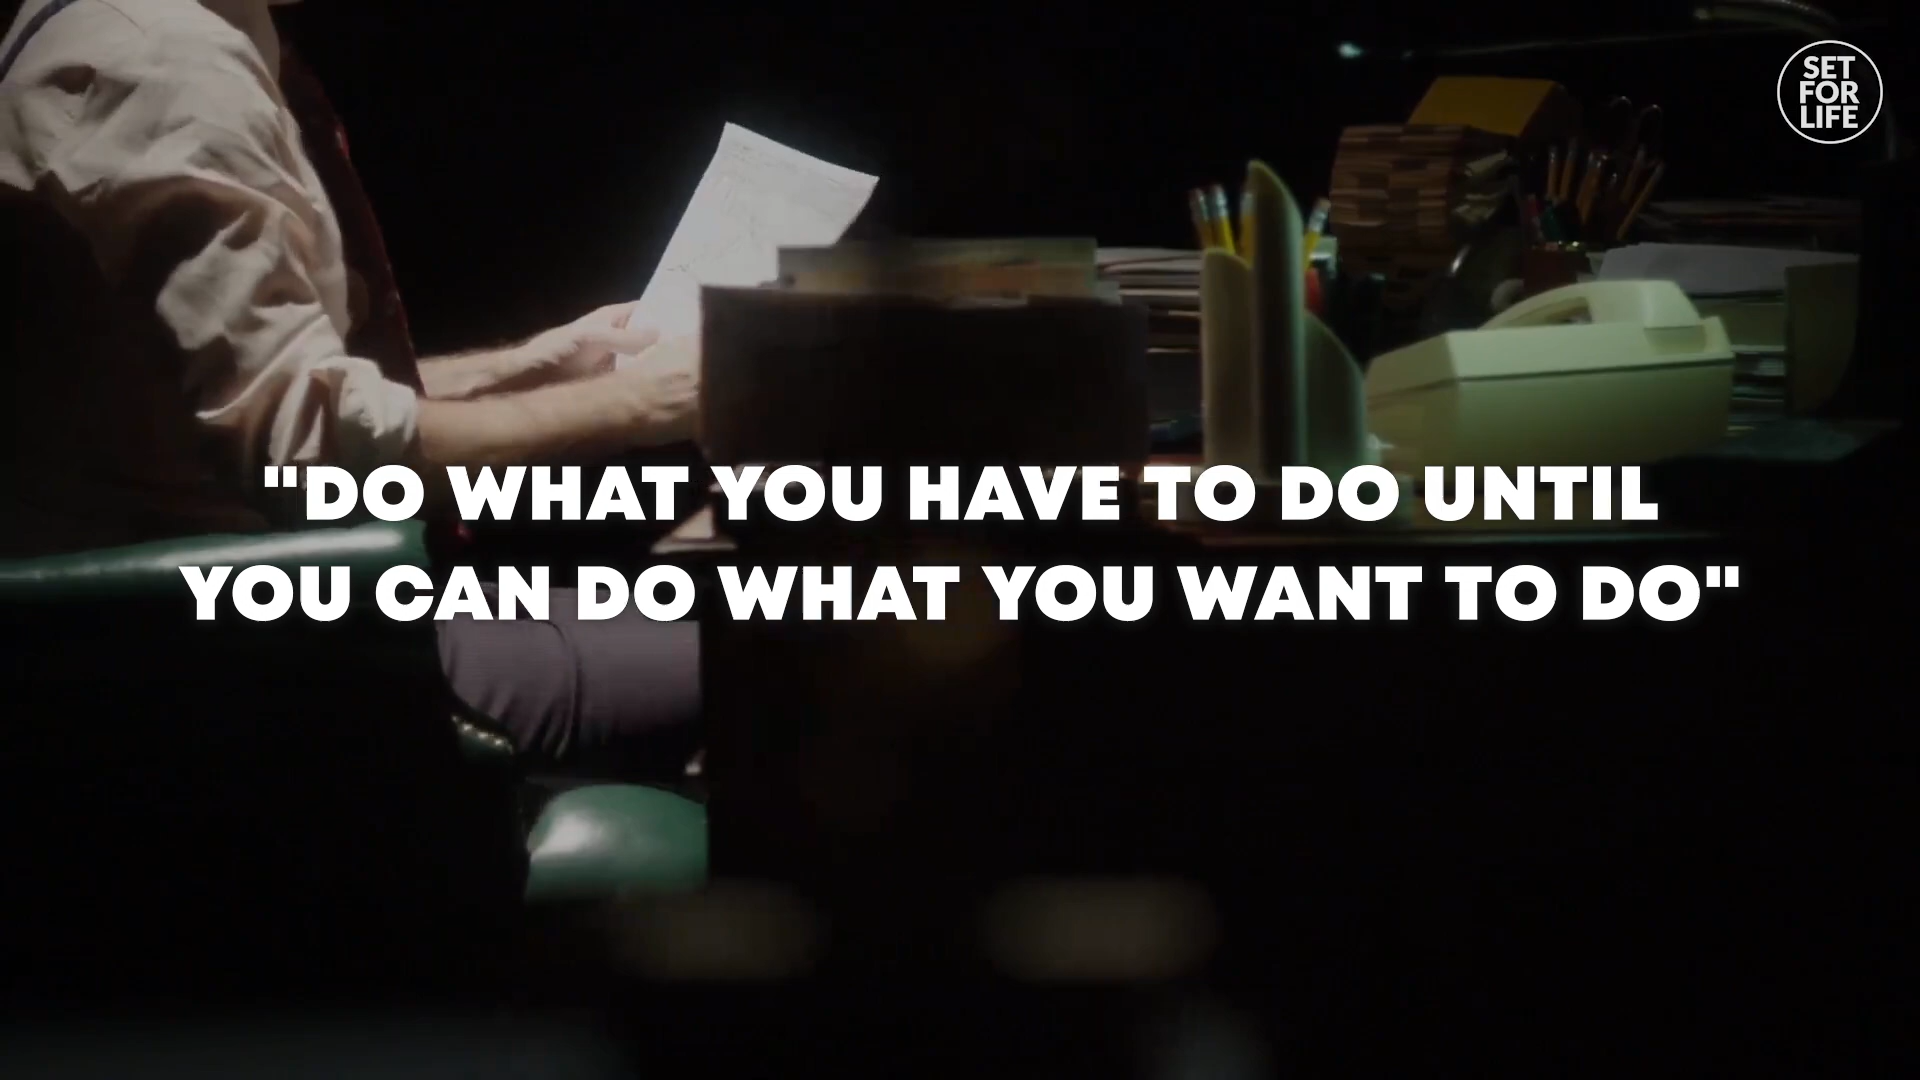 SET
FOR
LIFE
"DO WHAT YOU HAVE TO DO UNTIL
YOU CAN DO WHAT YOU WANT TO DO"